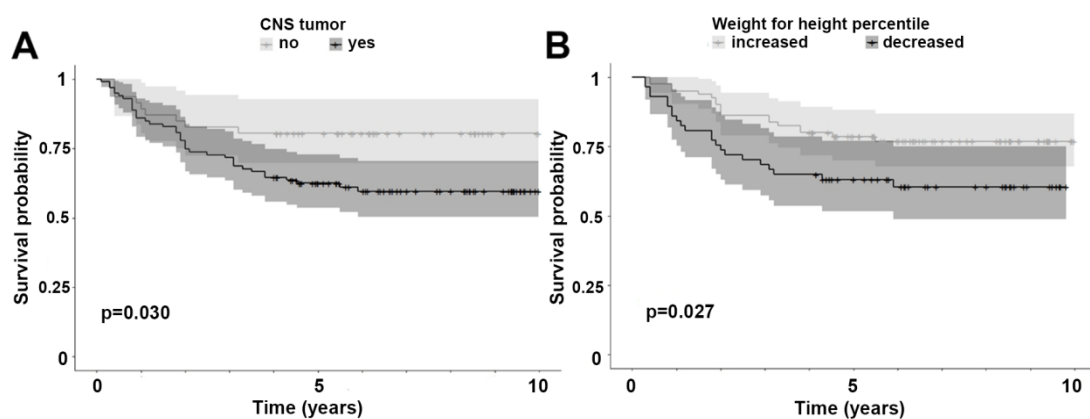 A
CNS tumor
no yes
Survival probability
1
0.75
0.5
0.25
0
p=0.030
0 5 10
Time (years)
B
Weight for height percentile
increased decreased
Survival probability
1
0.75
0.5
0.25
0
p=0.027
0 5 10
Time (years)